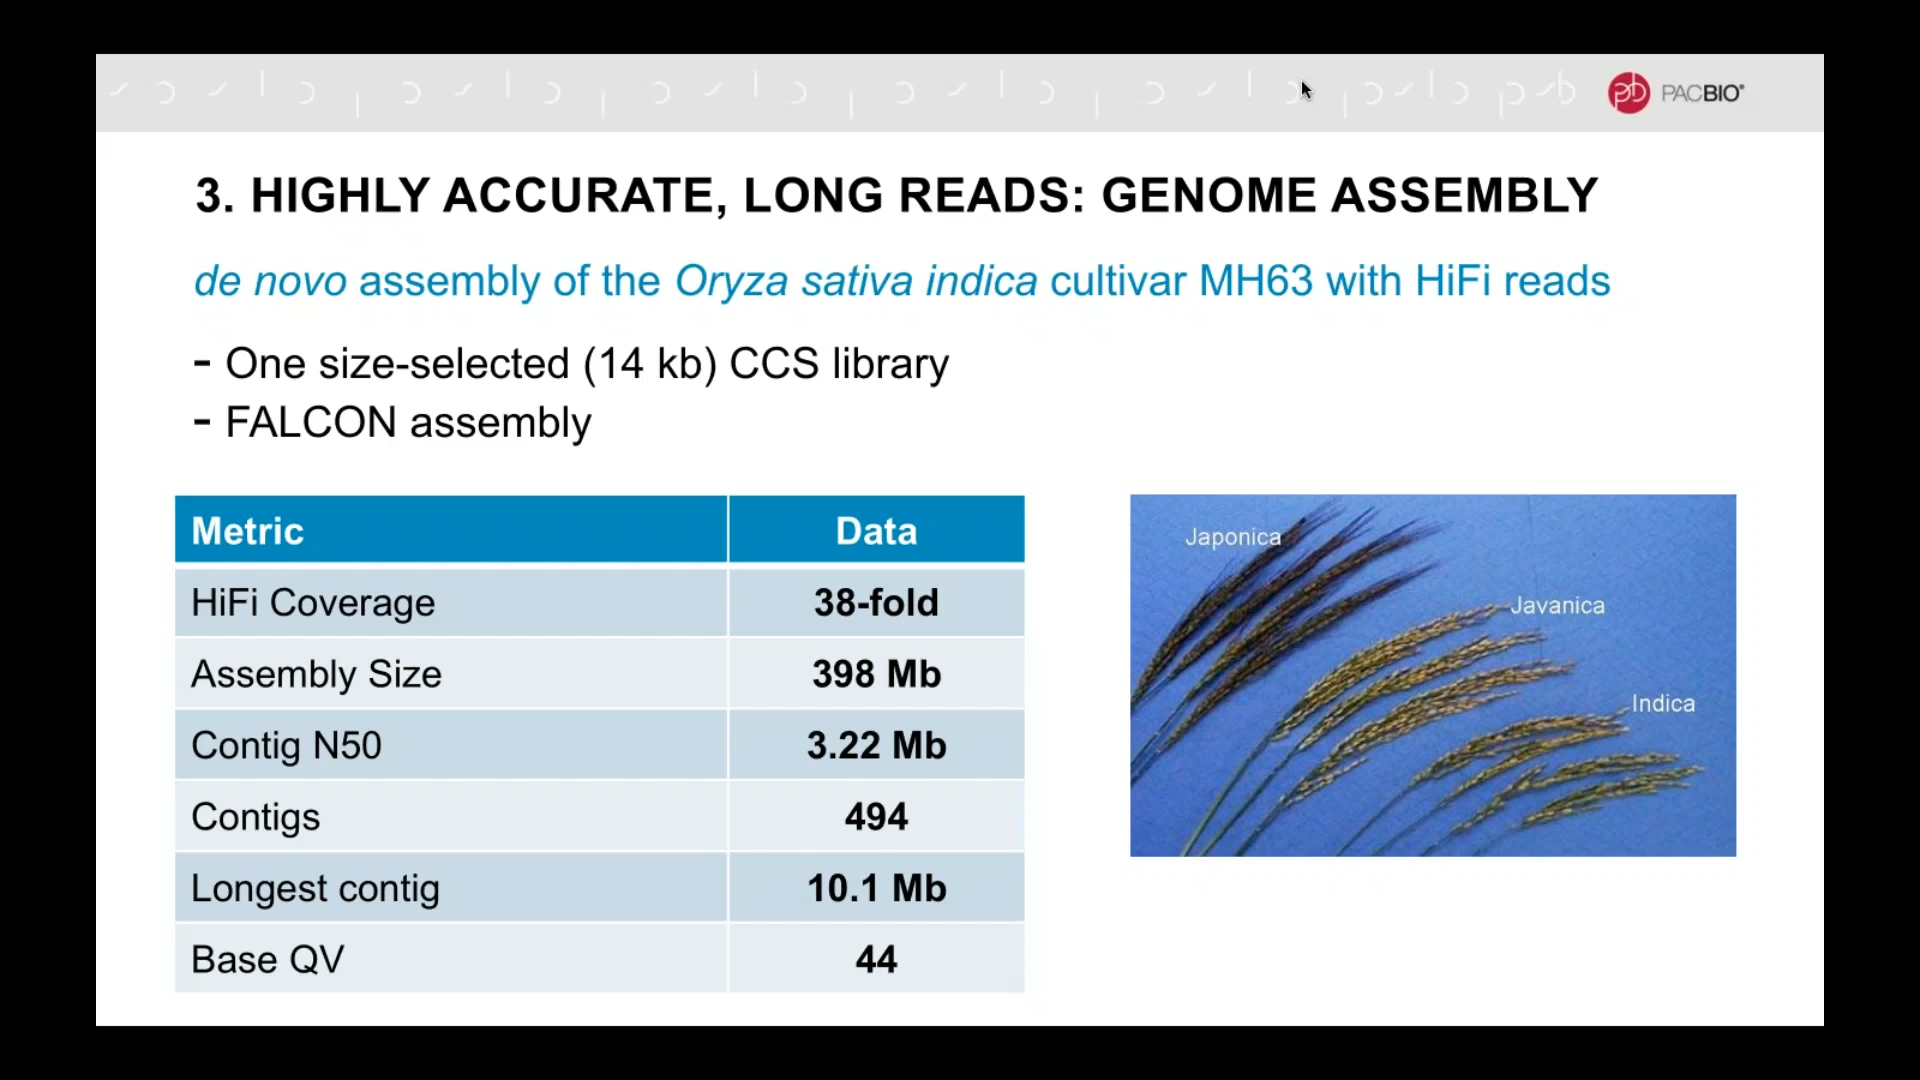 PACBIO®
3. HIGHLY ACCURATE, LONG READS: GENOME ASSEMBLY
de novo assembly of the Oryza sativa indica cultivar MH63 with HiFi reads
- One size-selected (14 kb) CCS library
- FALCON assembly
Metric Data
HiFi Coverage 38-fold
Assembly Size 398 Mb
Contig N50 3.22 Mb
Contigs 494
Longest contig 10.1 Mb
Base QV 44
Japonica
Javanica
Indica